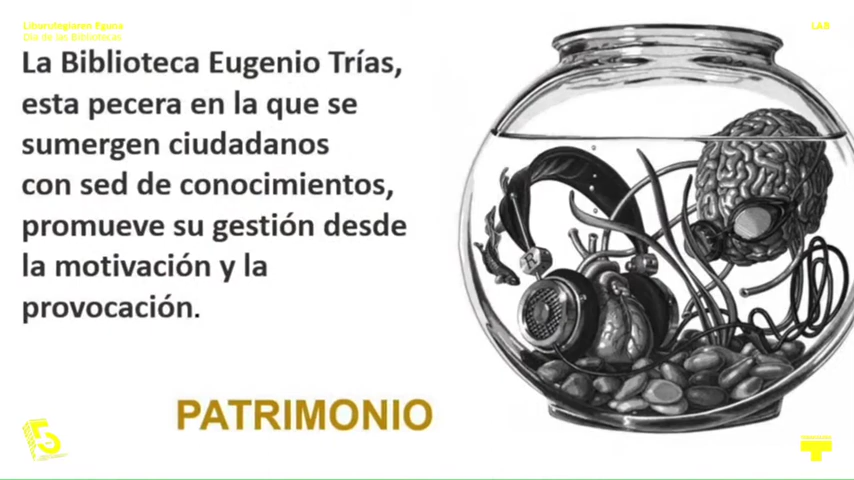 Liburutegiaren Eguna
Día de las Bibliotecas
LAB
La Biblioteca Eugenio Trías,
esta pecera en la que se
sumergen ciudadanos
con sed de conocimientos,
promueve su gestión desde
la motivación y la
provocación.
PATRIMONIO